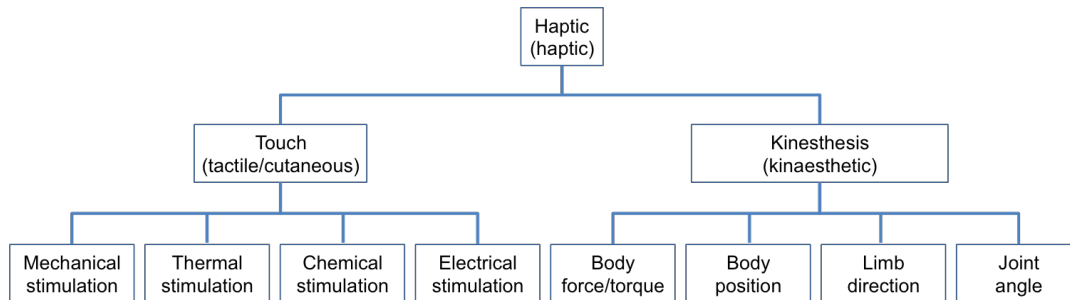 Haptic
(haptic)
Touch
(tactile/cutaneous)
Kinesthesis
(kinaesthetic)
Mechanical
stimulation
Thermal
stimulation
Chemical
stimulation
Electrical
stimulation
Body
force/torque
Body
position
Limb
direction
Joint
angle